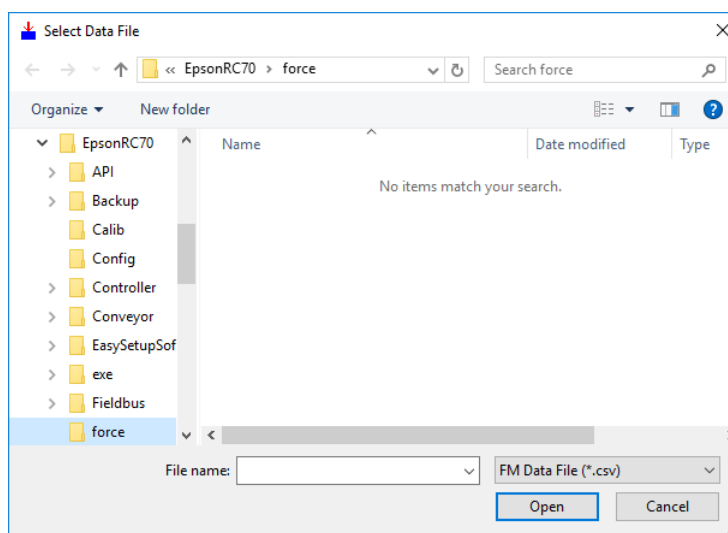 Select Data File
« EpsonRC70 > force
Search force
Organize
New folder
?
Name
Date modified
Type
EpsonRC70
API
Backup
Calib
Config
Controller
Conveyor
EasySetupSof
exe
Fieldbus
force
No items match your search.
File name:
FM Data File (*.csv)
Open
Cancel